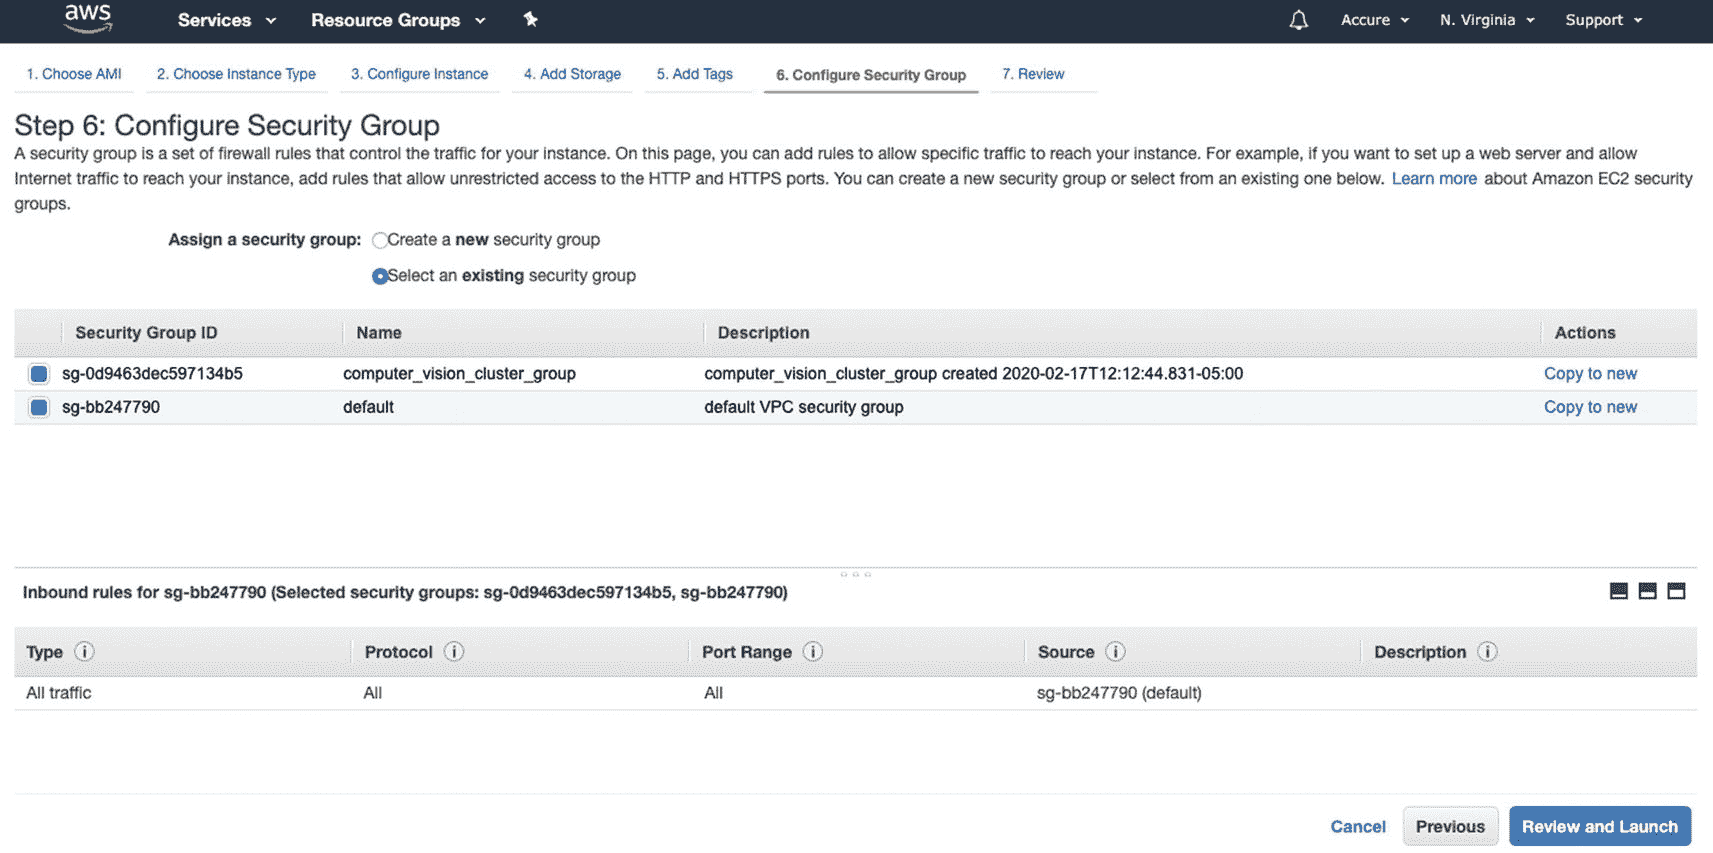 aws Services Resource Groups Accure N. Virginia Support
1. Choose AMI 2. Choose Instance Type 3. Configure Instance 4. Add Storage 5. Add Tags 6. Configure Security Group 7. Review
Step 6: Configure Security Group
A security group is a set of firewall rules that control the traffic for your instance. On this page, you can add rules to allow specific traffic to reach your instance. For example, if you want to set up a web server and allow
Internet traffic to reach your instance, add rules that allow unrestricted access to the HTTP and HTTPS ports. You can create a new security group or select from an existing one below. Learn more about Amazon EC2 security
groups.
Assign a security group: Create a new security group
Select an existing security group
Security Group ID Name Description Actions
sg-0d9463dec597134b5 computer_vision_cluster_group computer_vision_cluster_group created 2020-02-17T12:12:44.831-05:00 Copy to new
sg-bb247790 default default VPC security group Copy to new
Inbound rules for sg-bb247790 (Selected security groups: sg-0d9463dec597134b5, sg-bb247790)
Type i Protocol i Port Range i Source i Description i
All traffic All All sg-bb247790 (default)
Cancel Previous Review and Launch